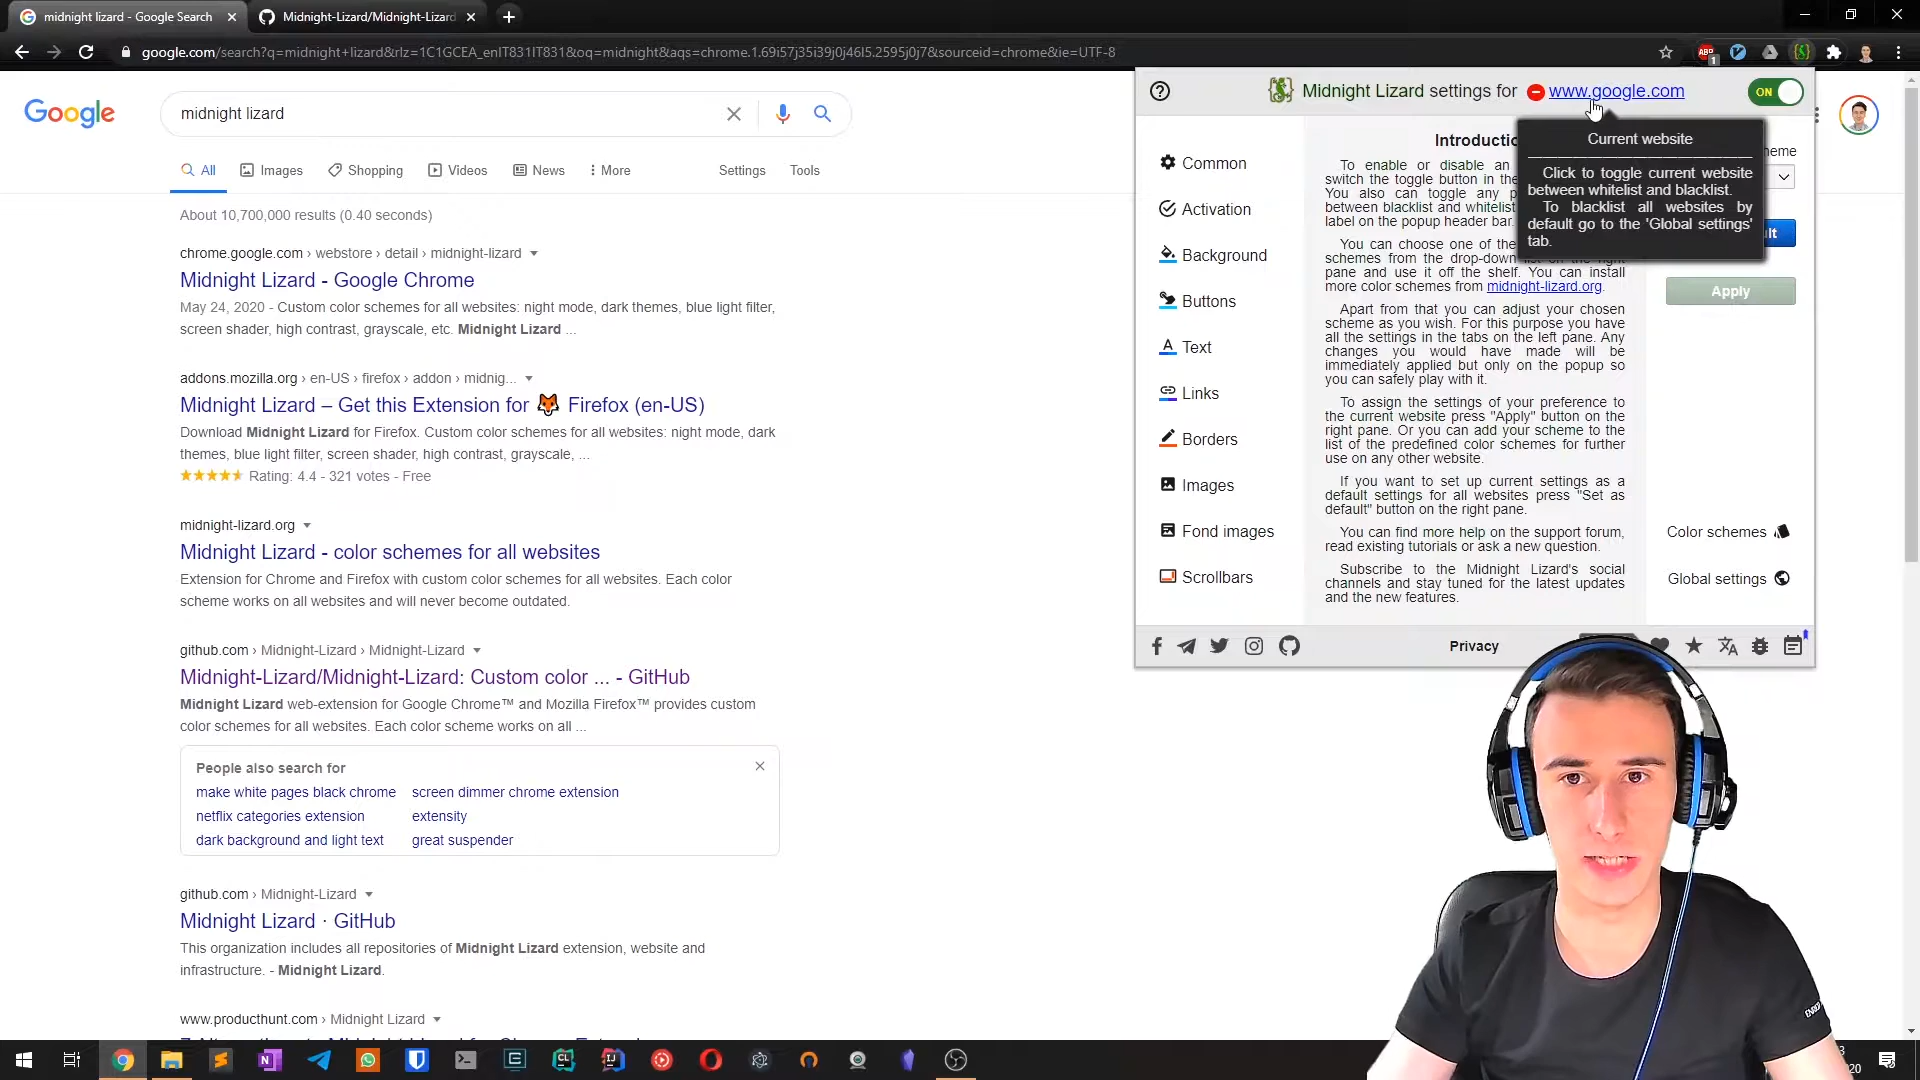 midnight lizard - Google Search
Midnight-Lizard/Midnight-Lizard
google.com/search?q=midnight+lizard&rlz=1C1GCEA_enIT831IT831&oq=midnight&aqs=chrome.1.69i57j35i39j0j46l5.2595j0j7&sourceid=chrome&ie=UTF-8
ABP
1
Google
midnight lizard
All
Images
Shopping
Videos
News
More
Settings
Tools
About 10,700,000 results (0.40 seconds)
chrome.google.com › webstore › detail › midnight-lizard
Midnight Lizard - Google Chrome
May 24, 2020 - Custom color schemes for all websites: night mode, dark themes, blue light filter,
screen shader, high contrast, grayscale, etc. Midnight Lizard ...
addons.mozilla.org › en-US › firefox › addon › midnig...
Midnight Lizard – Get this Extension for 🦊 Firefox (en-US)
Download Midnight Lizard for Firefox. Custom color schemes for all websites: night mode, dark
themes, blue light filter, screen shader, high contrast, grayscale, ...
Rating: 4.4 - 321 votes - Free
midnight-lizard.org
Midnight Lizard - color schemes for all websites
Extension for Chrome and Firefox with custom color schemes for all websites. Each color
scheme works on all websites and will never become outdated.
github.com › Midnight-Lizard › Midnight-Lizard
Midnight-Lizard/Midnight-Lizard: Custom color ... - GitHub
Midnight Lizard web-extension for Google Chrome™ and Mozilla Firefox™ provides custom
color schemes for all websites. Each color scheme works on all ...
People also search for
make white pages black chrome
screen dimmer chrome extension
netflix categories extension
extensity
dark background and light text
great suspender
github.com › Midnight-Lizard
Midnight Lizard · GitHub
This organization includes all repositories of Midnight Lizard extension, website and
infrastructure. - Midnight Lizard.
www.producthunt.com › Midnight Lizard
Midnight Lizard settings for
www.google.com
ON
Common
Activation
Background
Buttons
Text
Links
Borders
Images
Fond images
Scrollbars
Introductio
To enable or disable an
switch the toggle button in the
You also can toggle any p
between blacklist and whitelist
label on the popup header bar.
You can choose one of the
schemes from the drop-down list on the right
pane and use it off the shelf. You can install
more color schemes from midnight-lizard.org.
Apart from that you can adjust your chosen
scheme as you wish. For this purpose you have
all the settings in the tabs on the left pane. Any
changes you would have made will be
immediately applied but only on the popup so
you can safely play with it.
To assign the settings of your preference to
the current website press "Apply" button on the
right pane. Or you can add your scheme to the
list of the predefined color schemes for further
use on any other website.
If you want to set up current settings as a
default settings for all websites press "Set as
default" button on the right pane.
You can find more help on the support forum,
read existing tutorials or ask a new question.
Subscribe to the Midnight Lizard's social
channels and stay tuned for the latest updates
and the new features.
Current website
Click to toggle current website
between whitelist and blacklist.
To blacklist all websites by
default go to the 'Global settings'
tab.
heme
ult
Apply
Color schemes
Global settings
Privacy